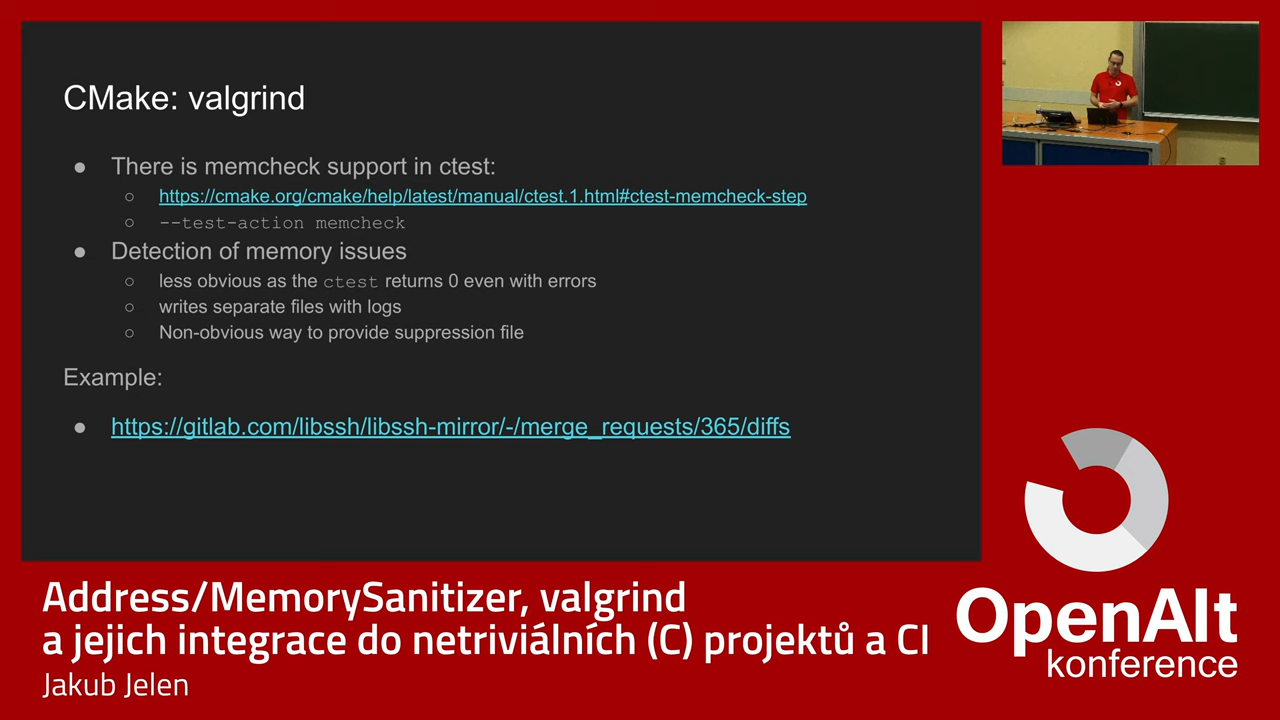 CMake: valgrind
● There is memcheck support in ctest:
○ https://cmake.org/cmake/help/latest/manual/ctest.1.html#ctest-memcheck-step
○ --test-action memcheck
● Detection of memory issues
○ less obvious as the ctest returns 0 even with errors
○ writes separate files with logs
○ Non-obvious way to provide suppression file
Example:
● https://gitlab.com/libssh/libssh-mirror/-/merge_requests/365/diffs
Address/MemorySanitizer, valgrind
a jejich integrace do netriviálních (C) projektů a CI
Jakub Jelen
OpenAlt
konference